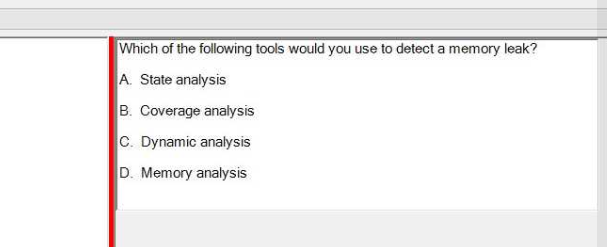 Which of the following tools would you use to detect a memory leak?
A. State analysis
B. Coverage analysis
C. Dynamic analysis
D. Memory analysis